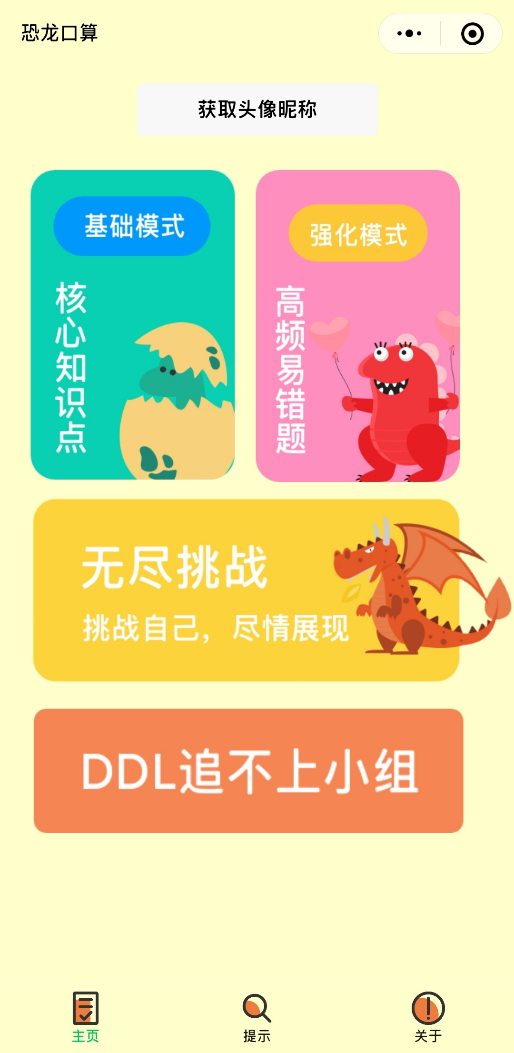 恐龙口算
获取头像昵称
基础模式
核心知识点
强化模式
高频易错题
无尽挑战
挑战自己，尽情展现
DDL追不上小组
主页
提示
关于